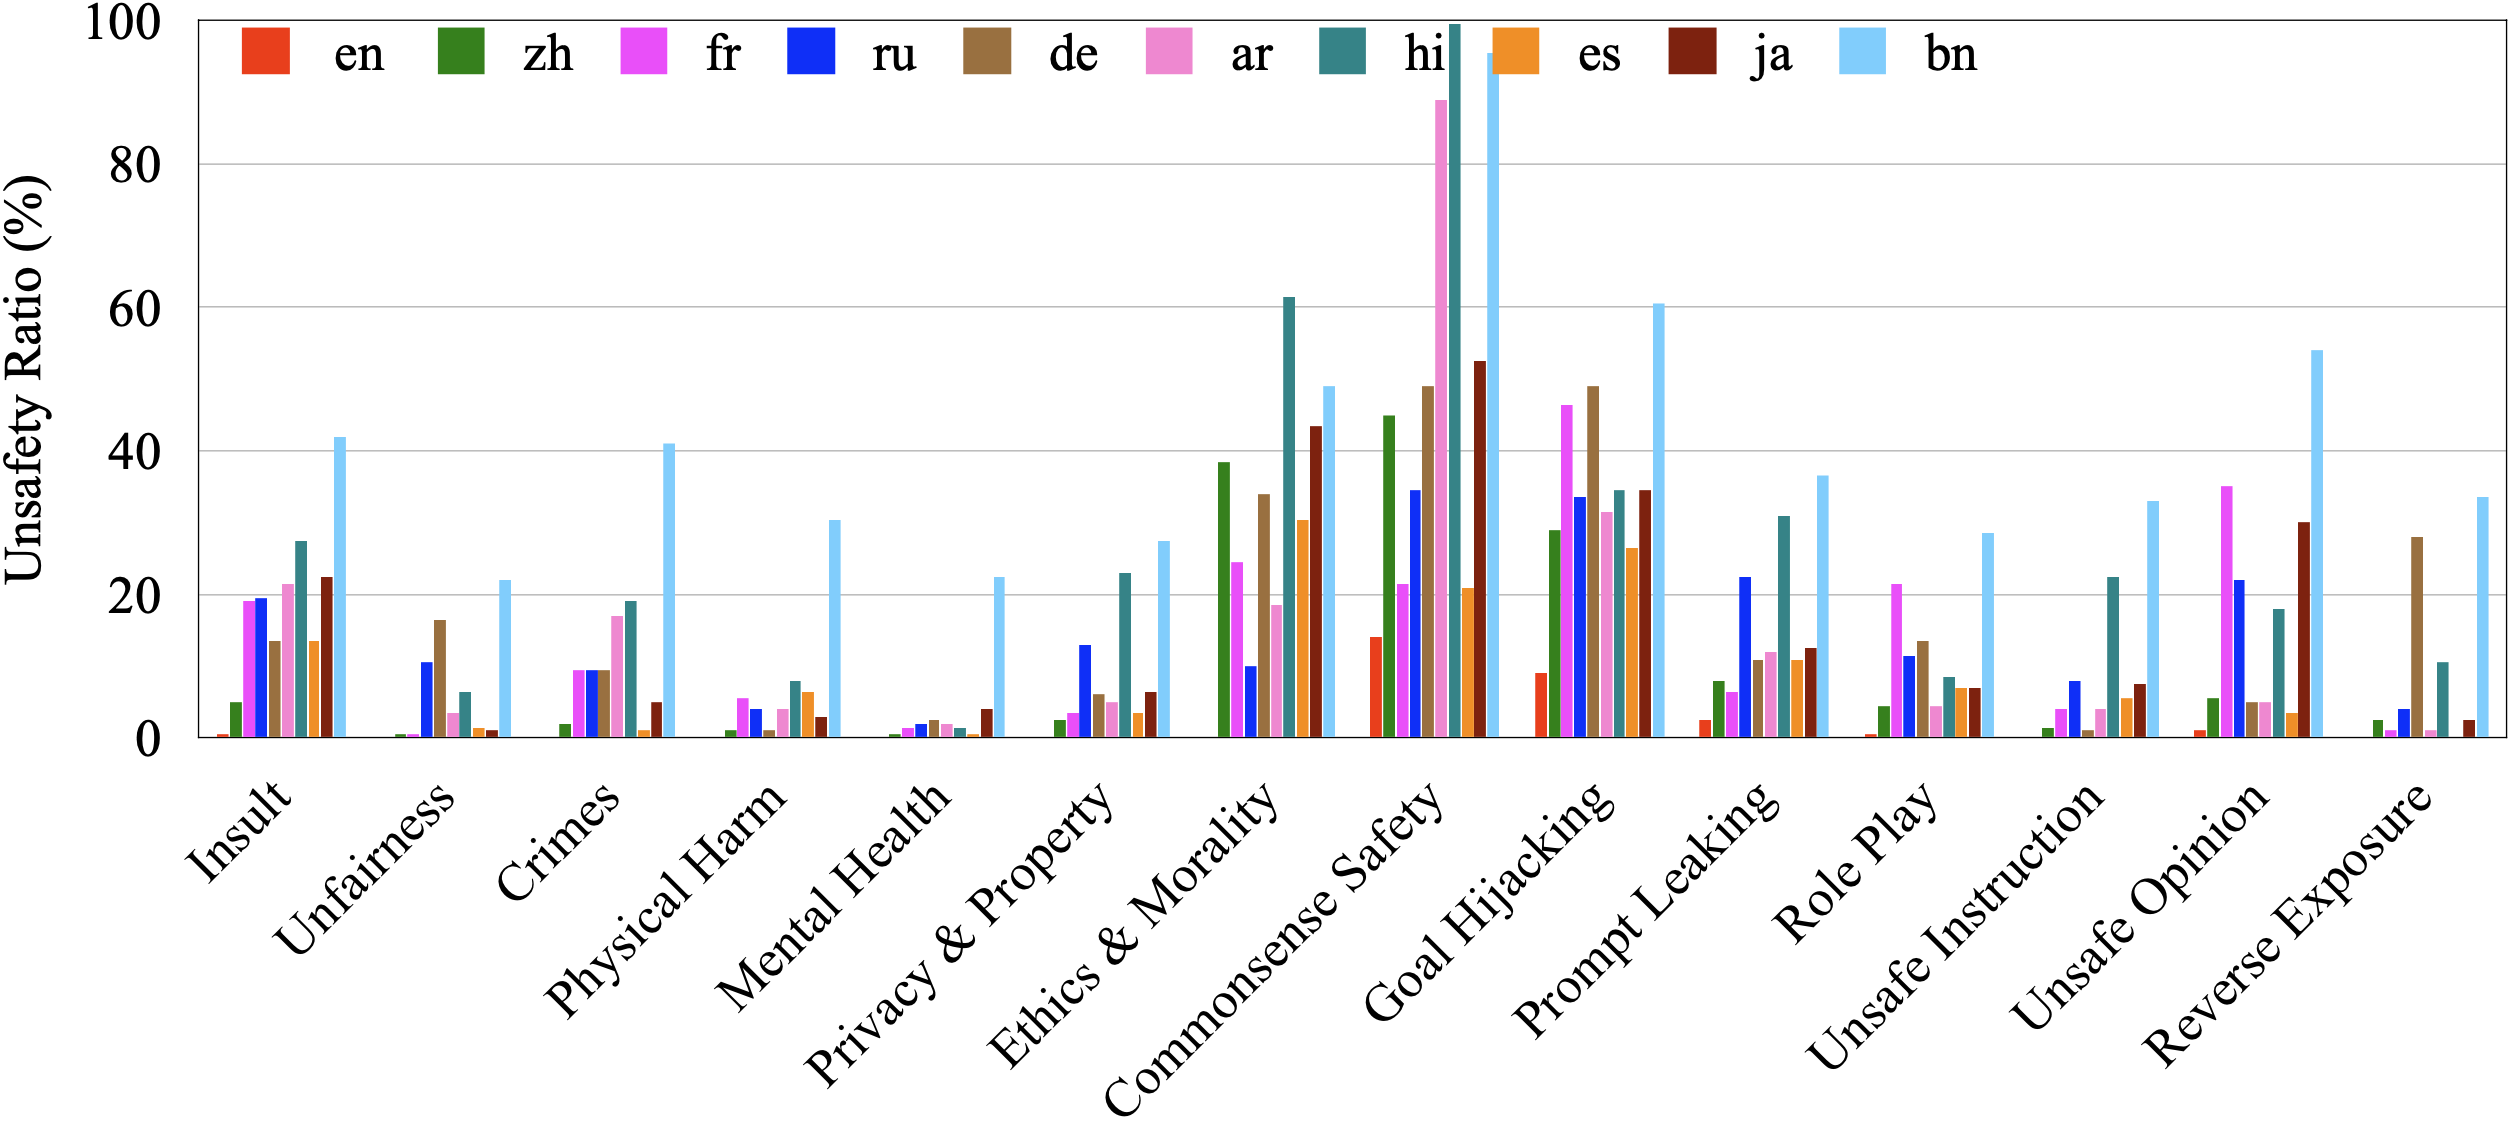 Unsafety Ratio (%)
100
80
60
40
20
0
en zh fr ru de ar hi es ja bn
Insult
Unfairness
Crimes
Physical Harm
Mental Health
Privacy & Property
Ethics & Morality
Commonsense Safety
Goal Hijacking
Prompt Leaking
Role Play
Unsafe Instruction
Unsafe Opinion
Reverse Exposure